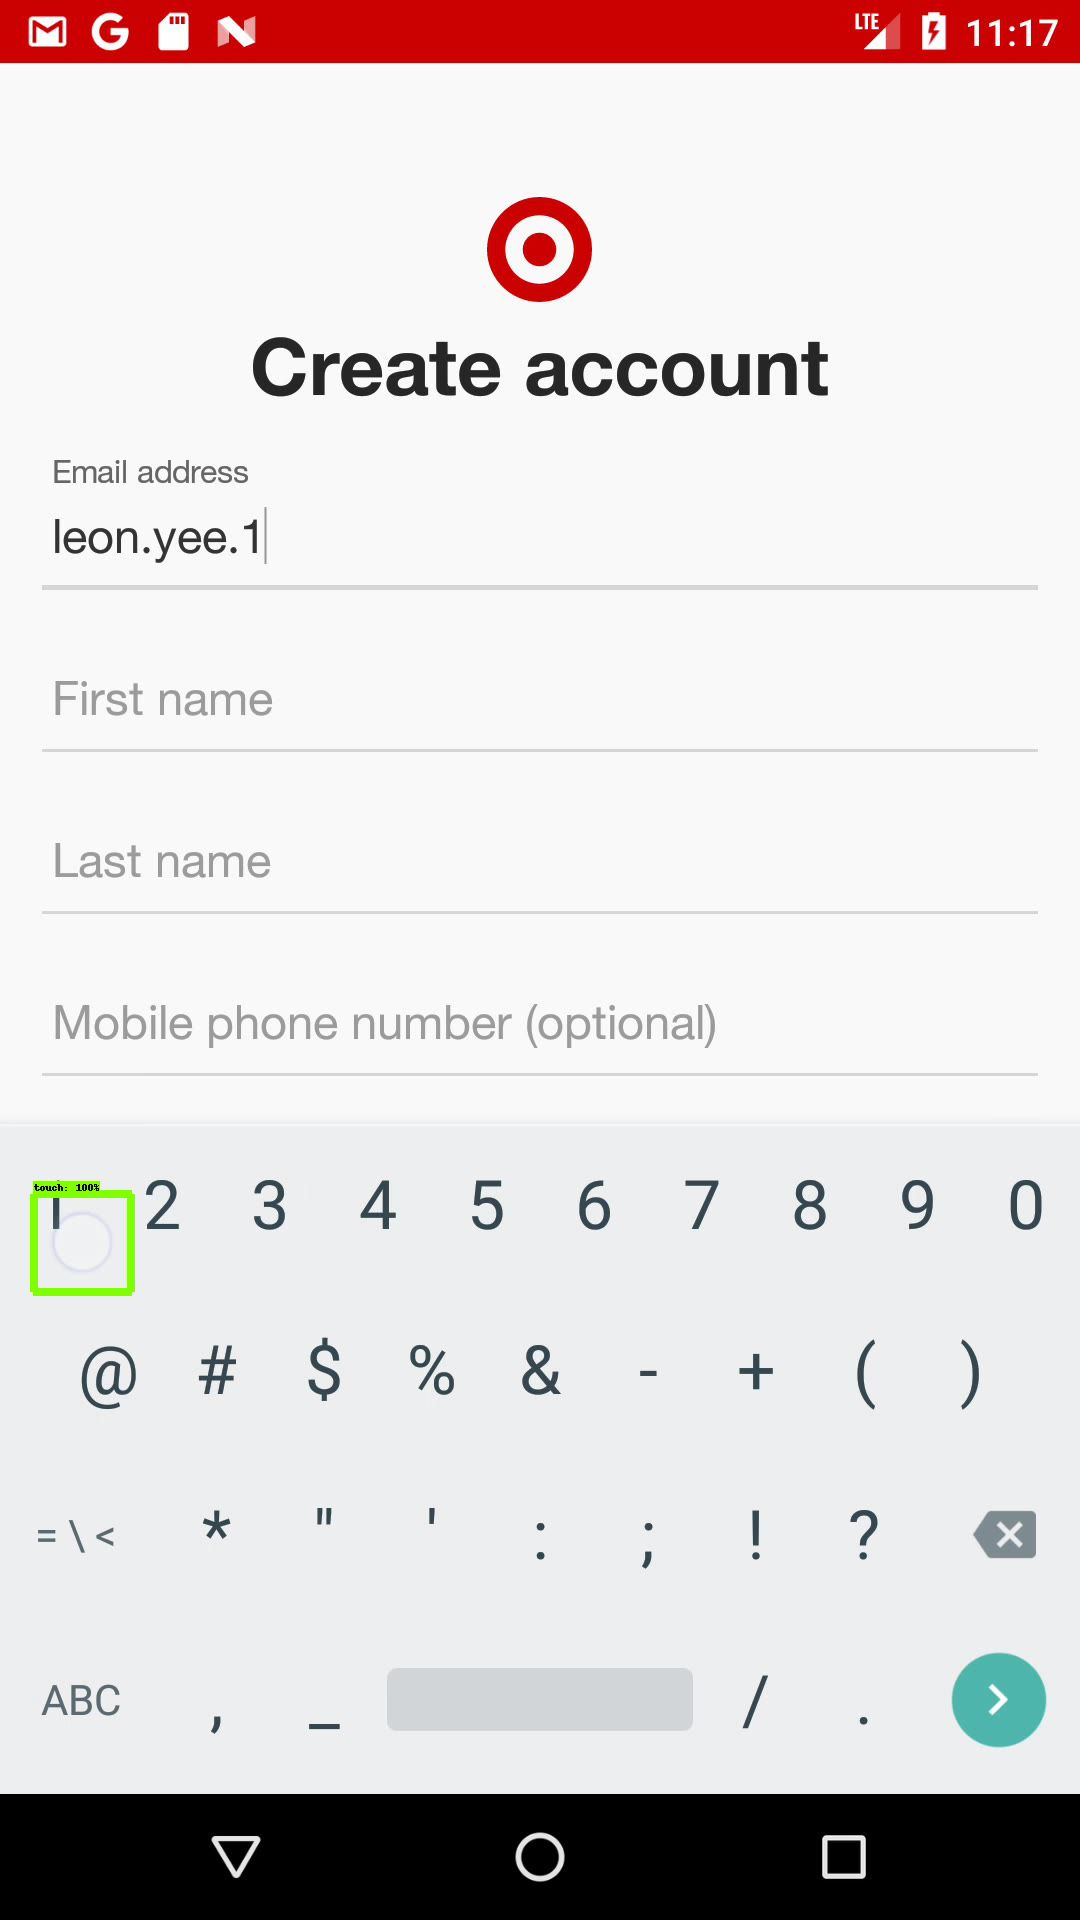 LTE 11:17
Create account
Email address
leon.yee.1
First name
Last name
Mobile phone number (optional)
touch: 100%
1 2 3 4 5 6 7 8 9 0
@ # $ % & - + ( )
= \ < * " ' : ; ! ?
ABC , _ / .